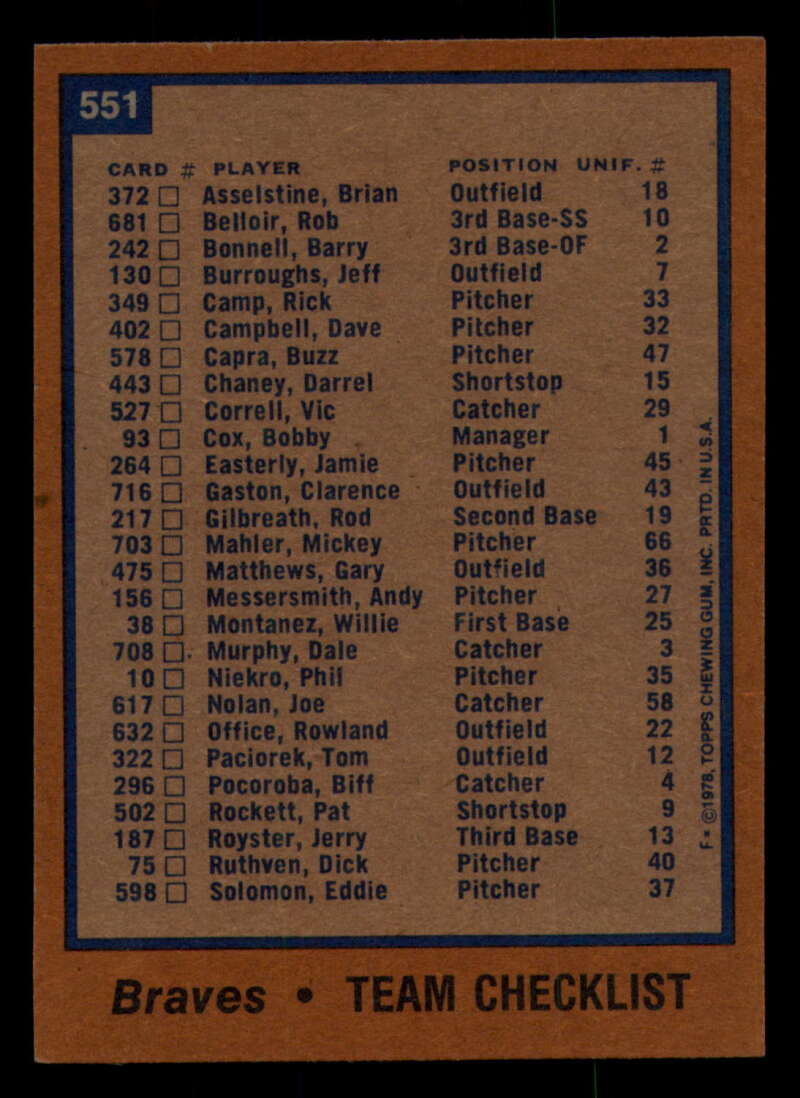 551
CARD # PLAYER POSITION UNIF. #
372 Asselstine, Brian Outfield 18
681 Belloir, Rob 3rd Base-SS 10
242 Bonnell, Barry 3rd Base-OF 2
130 Burroughs, Jeff Outfield 7
349 Camp, Rick Pitcher 33
402 Campbell, Dave Pitcher 32
578 Capra, Buzz Pitcher 47
443 Chaney, Darrel Shortstop 15
527 Correll, Vic Catcher 29
93 Cox, Bobby Manager 1
264 Easterly, Jamie Pitcher 45
716 Gaston, Clarence Outfield 43
217 Gilbreath, Rod Second Base 19
703 Mahler, Mickey Pitcher 66
475 Matthews, Gary Outfield 36
156 Messersmith, Andy Pitcher 27
38 Montanez, Willie First Base 25
708 Murphy, Dale Catcher 3
10 Niekro, Phil Pitcher 35
617 Nolan, Joe Catcher 58
632 Office, Rowland Outfield 22
322 Paciorek, Tom Outfield 12
296 Pocoroba, Biff Catcher 4
502 Rockett, Pat Shortstop 9
187 Royster, Jerry Third Base 13
75 Ruthven, Dick Pitcher 40
598 Solomon, Eddie Pitcher 37
F* ©1978, TOPPS CHEWING GUM, INC. PRTD. IN U.S.A.
Braves • TEAM CHECKLIST